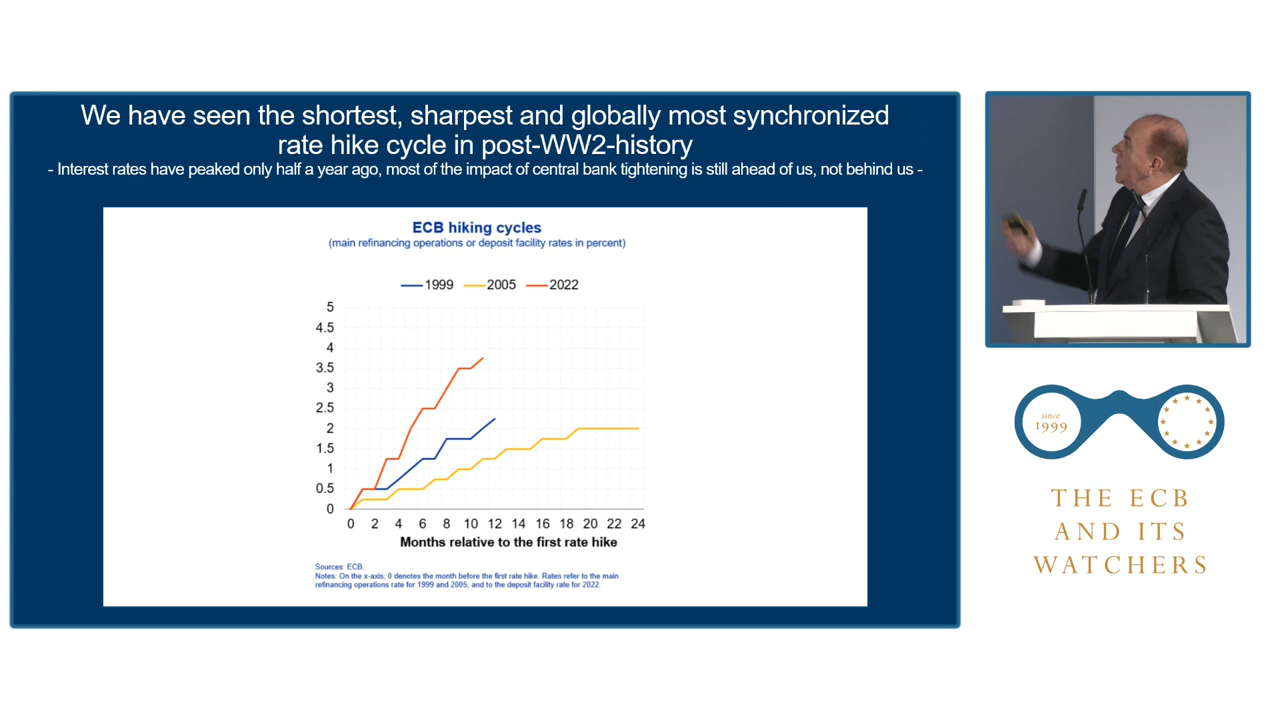 We have seen the shortest, sharpest and globally most synchronized
rate hike cycle in post-WW2-history
- Interest rates have peaked only half a year ago, most of the impact of central bank tightening is still ahead of us, not behind us -
ECB hiking cycles
(main refinancing operations or deposit facility rates in percent)
1999 2005 2022
5
4.5
4
3.5
3
2.5
2
1.5
1
0.5
0
0 2 4 6 8 10 12 14 16 18 20 22 24
Months relative to the first rate hike
Sources: ECB.
Notes: On the x-axis, 0 denotes the month before the first rate hike. Rates refer to the main
refinancing operations rate for 1999 and 2005, and to the deposit facility rate for 2022.
since
1999
THE ECB
AND ITS
WATCHERS